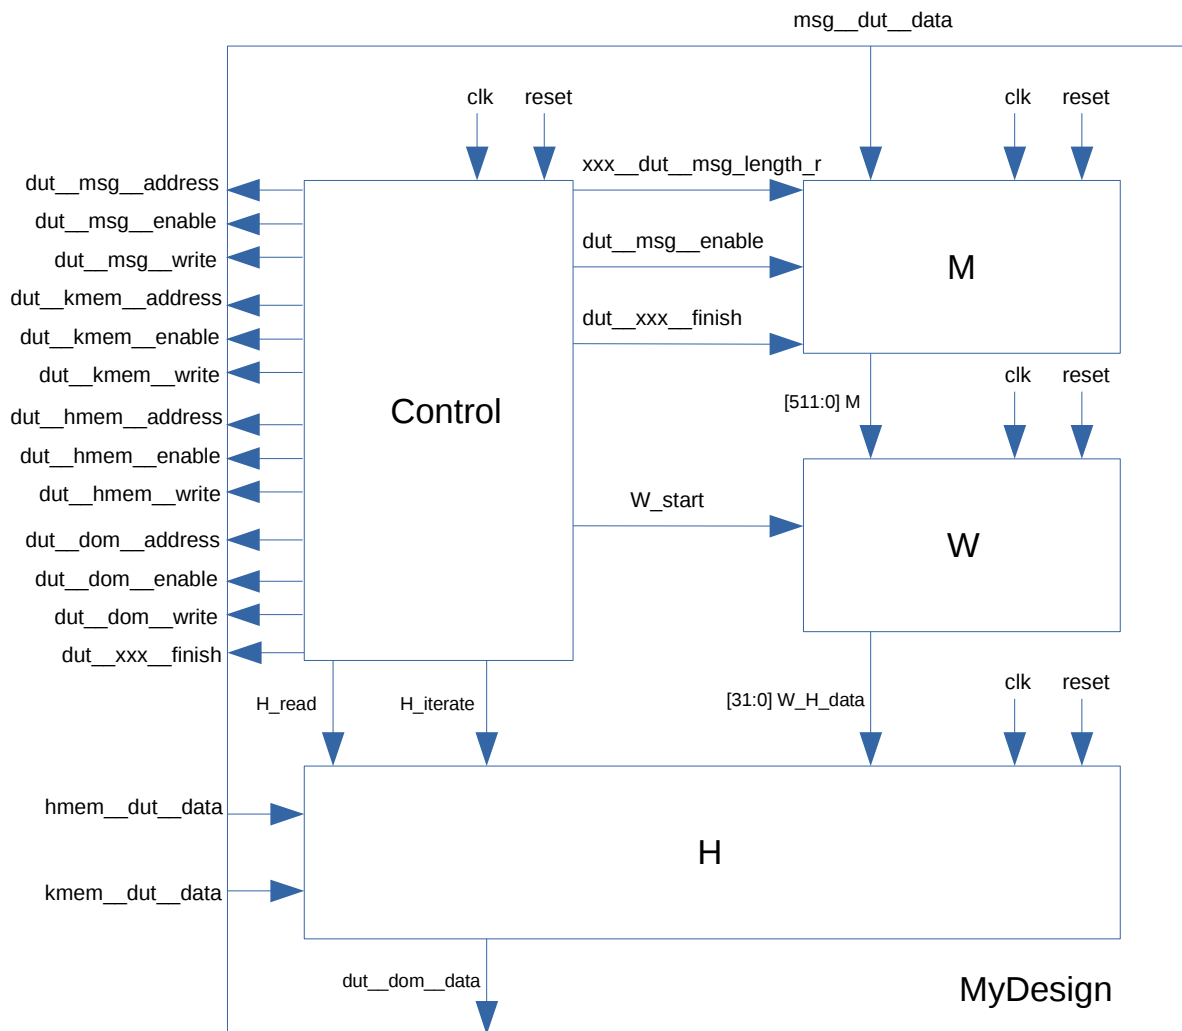 msg__dut__data
clk
reset
clk
reset
xxx__dut__msg_length_r
dut__msg__address
dut__msg__enable
dut__msg__enable
dut__msg__write
M
dut__kmem__address
dut__xxx__finish
dut__kmem__enable
dut__kmem__write
clk
reset
[511:0] M
Control
dut__hmem__address
dut__hmem__enable
dut__hmem__write
W_start
dut__dom__address
W
dut__dom__enable
dut__dom__write
dut__xxx__finish
clk
reset
H_read
H_iterate
[31:0] W_H_data
hmem__dut__data
H
kmem__dut__data
dut__dom__data
MyDesign